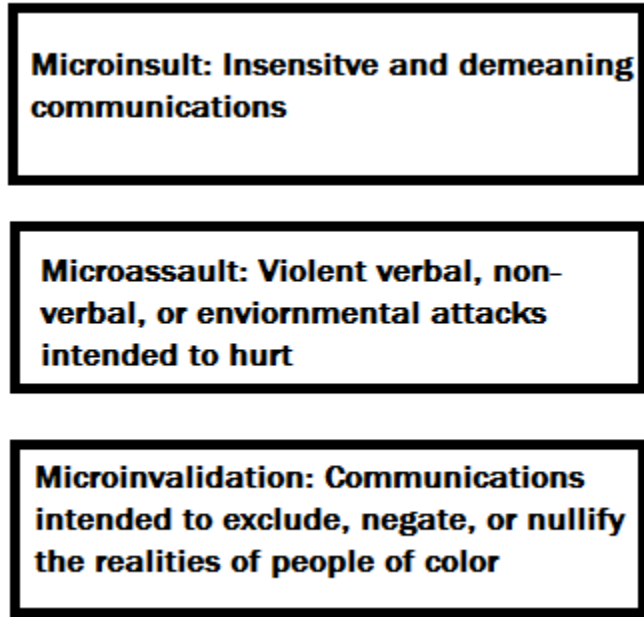 Microinsult: Insensitve and demeaning
communications
Microassault: Violent verbal, non-
verbal, or enviornmental attacks
intended to hurt
Microinvalidation: Communications
intended to exclude, negate, or nullify
the realities of people of color